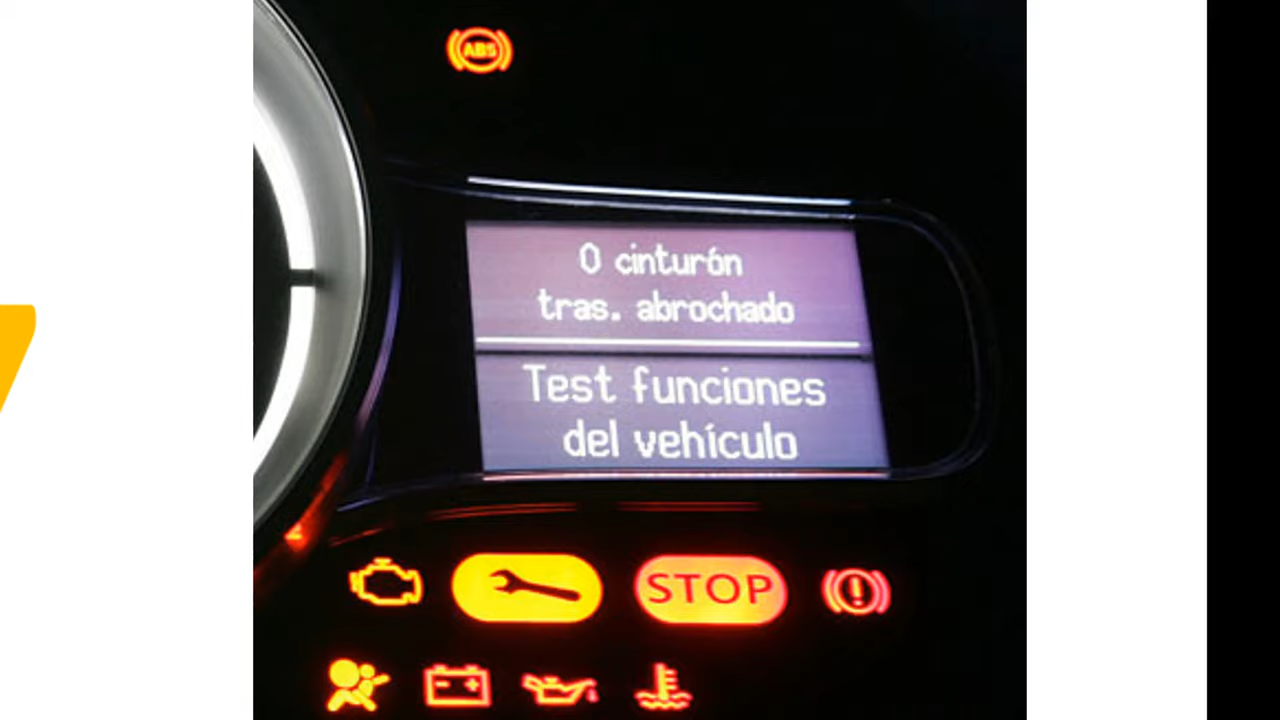 ABS
0 cinturón
tras. abrochado
Test funciones
del vehículo
STOP